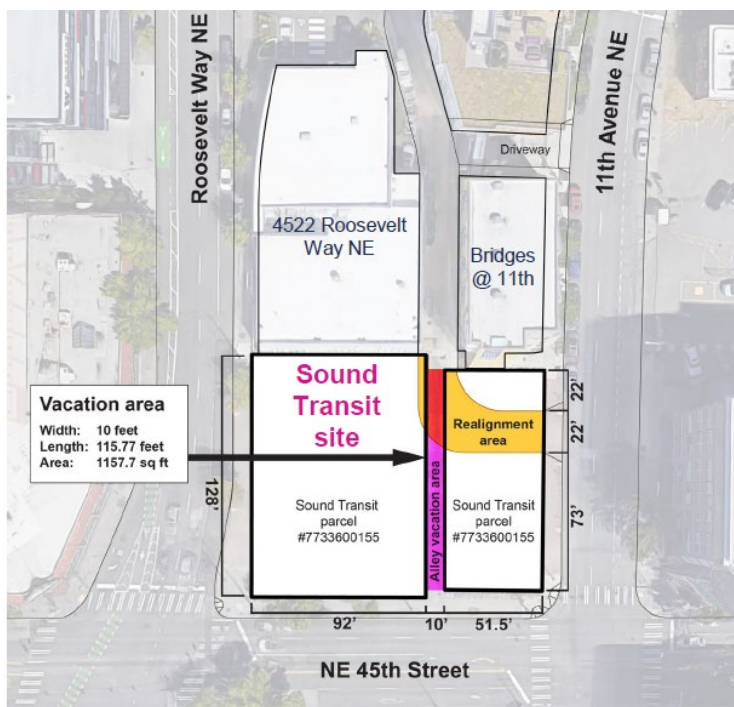 Roosevelt Way NE
11th Avenue NE
Driveway
4522 Roosevelt
Way NE
Bridges
@ 11th
Sound
Transit
site
Vacation area
Width: 10 feet
Length: 115.77 feet
Area: 1157.7 sq ft
Realignment
area
22'
22'
73'
128'
Sound Transit
parcel
#7733600155
Alley vacation area
Sound Transit
parcel
#7733600155
92'
10'
51.5'
NE 45th Street